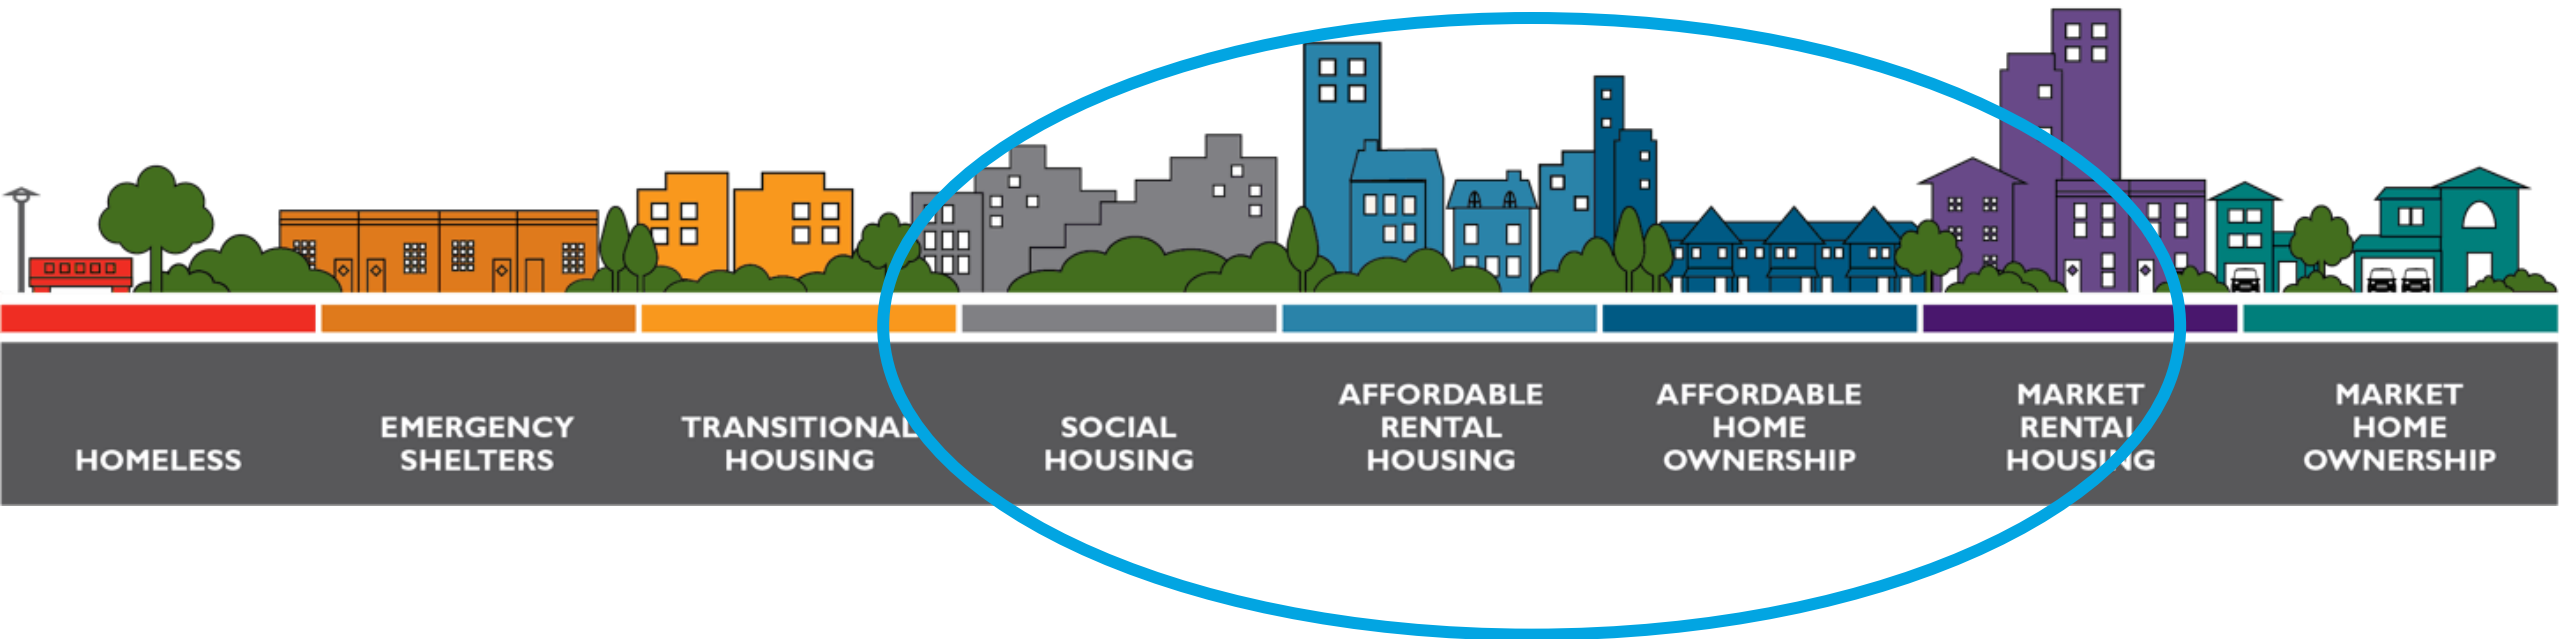 HOMELESS
EMERGENCY
SHELTERS
TRANSITIONAL
HOUSING
SOCIAL
HOUSING
AFFORDABLE
RENTAL
HOUSING
AFFORDABLE
HOME
OWNERSHIP
MARKET
RENTAL
HOUSING
MARKET
HOME
OWNERSHIP